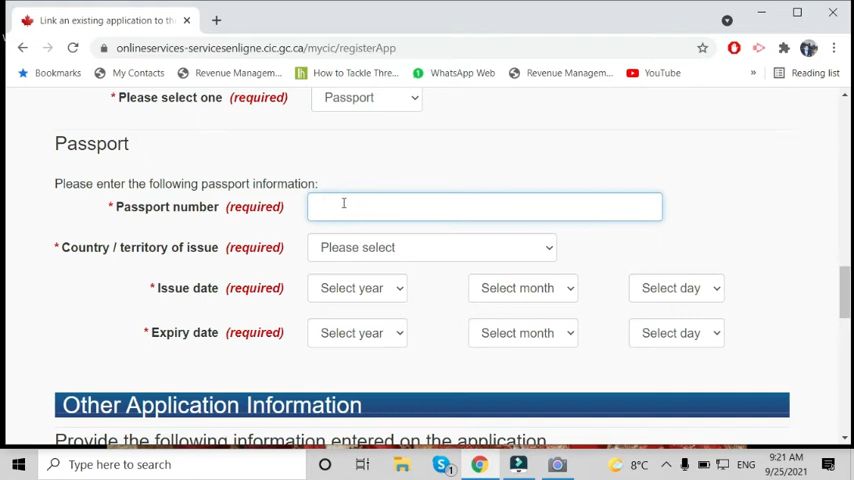 Link an existing application to th
onlineservices-servicesenligne.cic.gc.ca/mycic/registerApp
Bookmarks My Contacts Revenue Managem... How to Tackle Thre... WhatsApp Web Revenue Managem... YouTube » Reading list
* Please select one (required) Passport
Passport
Please enter the following passport information:
* Passport number (required)
* Country / territory of issue (required) Please select
* Issue date (required) Select year Select month Select day
* Expiry date (required) Select year Select month Select day
Other Application Information
Provide the following information entered on the application
Type here to search 1 8°C ENG 9:21 AM
9/25/2021